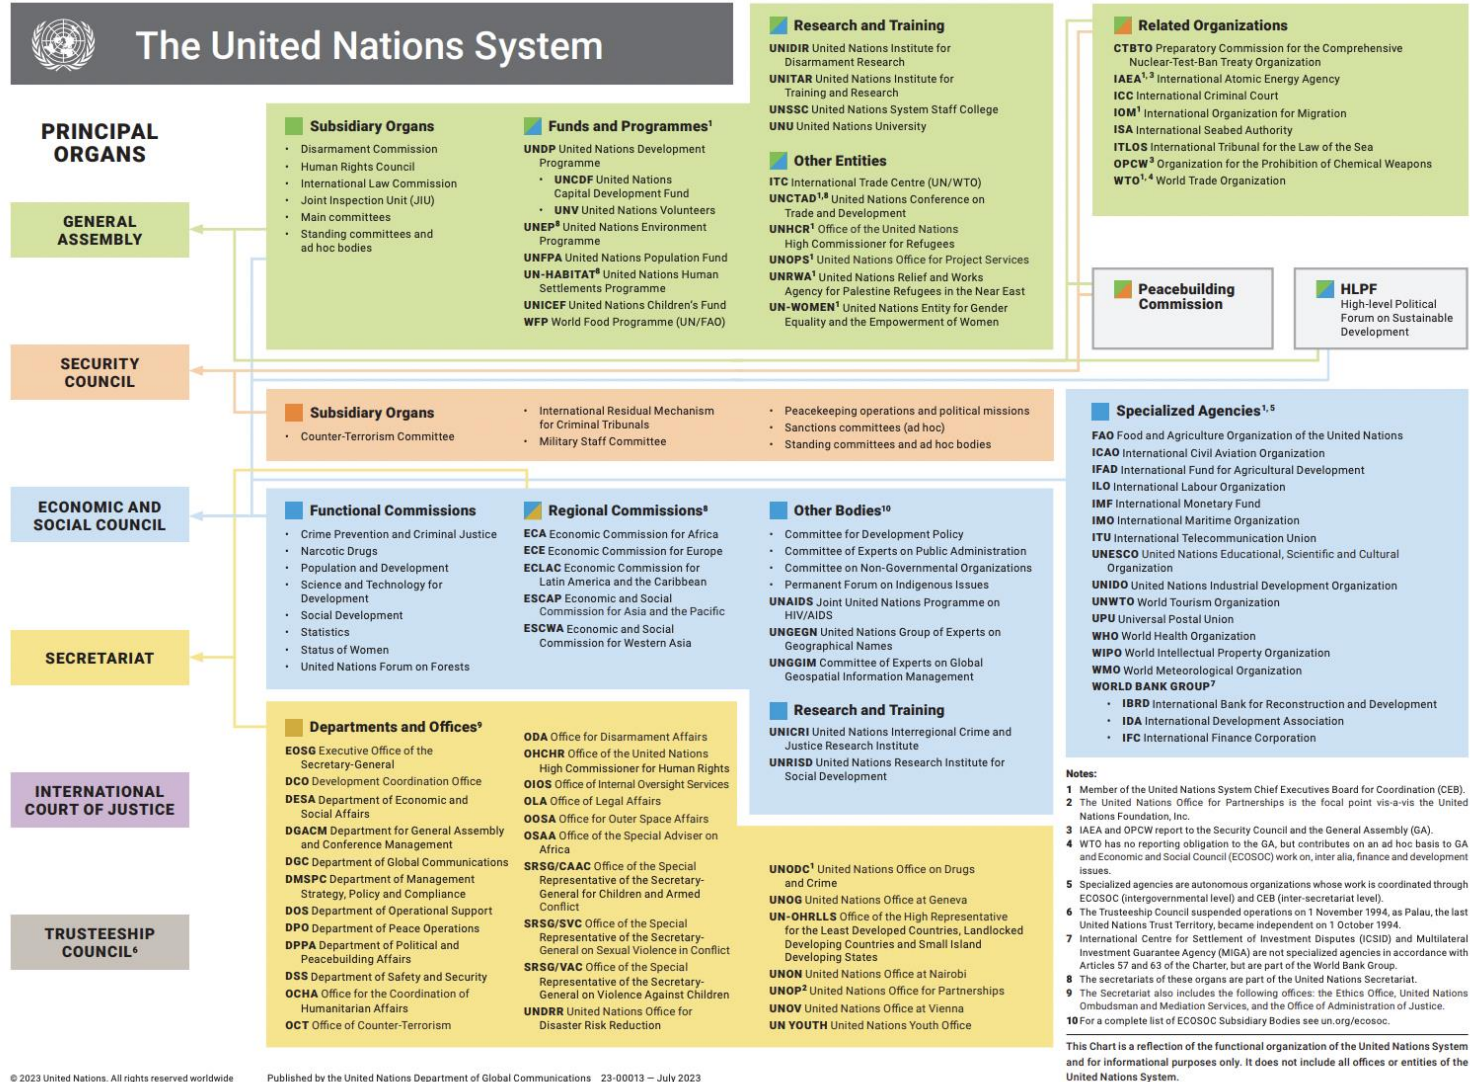 The United Nations System
PRINCIPAL
ORGANS
GENERAL
ASSEMBLY
SECURITY
COUNCIL
ECONOMIC AND
SOCIAL COUNCIL
SECRETARIAT
INTERNATIONAL
COURT OF JUSTICE
TRUSTEESHIP
COUNCIL⁶
Subsidiary Organs
· Disarmament Commission
· Human Rights Council
· International Law Commission
· Joint Inspection Unit (JIU)
· Main committees
· Standing committees and
ad hoc bodies
Funds and Programmes¹
UNDP United Nations Development
Programme
· UNCDF United Nations
Capital Development Fund
· UNV United Nations Volunteers
UNEP⁸ United Nations Environment
Programme
UNFPA United Nations Population Fund
UN-HABITAT⁸ United Nations Human
Settlements Programme
UNICEF United Nations Children's Fund
WFP World Food Programme (UN/FAO)
Research and Training
UNIDIR United Nations Institute for
Disarmament Research
UNITAR United Nations Institute for
Training and Research
UNSSC United Nations System Staff College
UNU United Nations University
Other Entities
ITC International Trade Centre (UN/WTO)
UNCTAD¹,⁸ United Nations Conference on
Trade and Development
UNHCR¹ Office of the United Nations
High Commissioner for Refugees
UNOPS¹ United Nations Office for Project Services
UNRWA¹ United Nations Relief and Works
Agency for Palestine Refugees in the Near East
UN-WOMEN¹ United Nations Entity for Gender
Equality and the Empowerment of Women
Related Organizations
CTBTO Preparatory Commission for the Comprehensive
Nuclear-Test-Ban Treaty Organization
IAEA¹,³ International Atomic Energy Agency
ICC International Criminal Court
IOM¹ International Organization for Migration
ISA International Seabed Authority
ITLOS International Tribunal for the Law of the Sea
OPCW³ Organization for the Prohibition of Chemical Weapons
WTO¹,⁴ World Trade Organization
Peacebuilding
Commission
HLPF
High-level Political
Forum on Sustainable
Development
Subsidiary Organs
· Counter-Terrorism Committee
· International Residual Mechanism
for Criminal Tribunals
· Military Staff Committee
· Peacekeeping operations and political missions
· Sanctions committees (ad hoc)
· Standing committees and ad hoc bodies
Functional Commissions
· Crime Prevention and Criminal Justice
· Narcotic Drugs
· Population and Development
· Science and Technology for
Development
· Social Development
· Statistics
· Status of Women
· United Nations Forum on Forests
Regional Commissions⁸
ECA Economic Commission for Africa
ECE Economic Commission for Europe
ECLAC Economic Commission for
Latin America and the Caribbean
ESCAP Economic and Social
Commission for Asia and the Pacific
ESCWA Economic and Social
Commission for Western Asia
Other Bodies¹⁰
· Committee for Development Policy
· Committee of Experts on Public Administration
· Committee on Non-Governmental Organizations
· Permanent Forum on Indigenous Issues
UNAIDS Joint United Nations Programme on
HIV/AIDS
UNGEGN United Nations Group of Experts on
Geographical Names
UNGGIM Committee of Experts on Global
Geospatial Information Management
Research and Training
UNICRI United Nations Interregional Crime and
Justice Research Institute
UNRISD United Nations Research Institute for
Social Development
Specialized Agencies¹,⁵
FAO Food and Agriculture Organization of the United Nations
ICAO International Civil Aviation Organization
IFAD International Fund for Agricultural Development
ILO International Labour Organization
IMF International Monetary Fund
IMO International Maritime Organization
ITU International Telecommunication Union
UNESCO United Nations Educational, Scientific and Cultural
Organization
UNIDO United Nations Industrial Development Organization
UNWTO World Tourism Organization
UPU Universal Postal Union
WHO World Health Organization
WIPO World Intellectual Property Organization
WMO World Meteorological Organization
WORLD BANK GROUP⁷
· IBRD International Bank for Reconstruction and Development
· IDA International Development Association
· IFC International Finance Corporation
Departments and Offices⁹
EOSG Executive Office of the
Secretary-General
DCO Development Coordination Office
DESA Department of Economic and
Social Affairs
DGACM Department for General Assembly
and Conference Management
DGC Department of Global Communications
DMSPC Department of Management
Strategy, Policy and Compliance
DOS Department of Operational Support
DPO Department of Peace Operations
DPPA Department of Political and
Peacebuilding Affairs
DSS Department of Safety and Security
OCHA Office for the Coordination of
Humanitarian Affairs
OCT Office of Counter-Terrorism
ODA Office for Disarmament Affairs
OHCHR Office of the United Nations
High Commissioner for Human Rights
OIOS Office of Internal Oversight Services
OLA Office of Legal Affairs
OOSA Office for Outer Space Affairs
OSAA Office of the Special Adviser on
Africa
SRSG/CAAC Office of the Special
Representative of the Secretary-
General for Children and Armed
Conflict
SRSG/SVC Office of the Special
Representative of the Secretary-
General on Sexual Violence in Conflict
SRSG/VAC Office of the Special
Representative of the Secretary-
General on Violence Against Children
UNDRR United Nations Office for
Disaster Risk Reduction
UNODC¹ United Nations Office on Drugs
and Crime
UNOG United Nations Office at Geneva
UN-OHRLLS Office of the High Representative
for the Least Developed Countries, Landlocked
Developing Countries and Small Island
Developing States
UNON United Nations Office at Nairobi
UNOP² United Nations Office for Partnerships
UNOV United Nations Office at Vienna
UN YOUTH United Nations Youth Office
Notes:
1 Member of the United Nations System Chief Executives Board for Coordination (CEB).
2 The United Nations Office for Partnerships is the focal point vis-a-vis the United
Nations Foundation, Inc.
3 IAEA and OPCW report to the Security Council and the General Assembly (GA).
4 WTO has no reporting obligation to the GA, but contributes on an ad hoc basis to GA
and Economic and Social Council (ECOSOC) work on, inter alia, finance and development
issues.
5 Specialized agencies are autonomous organizations whose work is coordinated through
ECOSOC (intergovernmental level) and CEB (inter-secretariat level).
6 The Trusteeship Council suspended operations on 1 November 1994, as Palau, the last
United Nations Trust Territory, became independent on 1 October 1994.
7 International Centre for Settlement of Investment Disputes (ICSID) and Multilateral
Investment Guarantee Agency (MIGA) are not specialized agencies in accordance with
Articles 57 and 63 of the Charter, but are part of the World Bank Group.
8 The secretariats of these organs are part of the United Nations Secretariat.
9 The Secretariat also includes the following offices: the Ethics Office, United Nations
Ombudsman and Mediation Services, and the Office of Administration of Justice.
10 For a complete list of ECOSOC Subsidiary Bodies see un.org/ecosoc.
This Chart is a reflection of the functional organization of the United Nations System
and for informational purposes only. It does not include all offices or entities of the
United Nations System.
© 2023 United Nations. All rights reserved worldwide
Published by the United Nations Department of Global Communications 23-00013 — July 2023